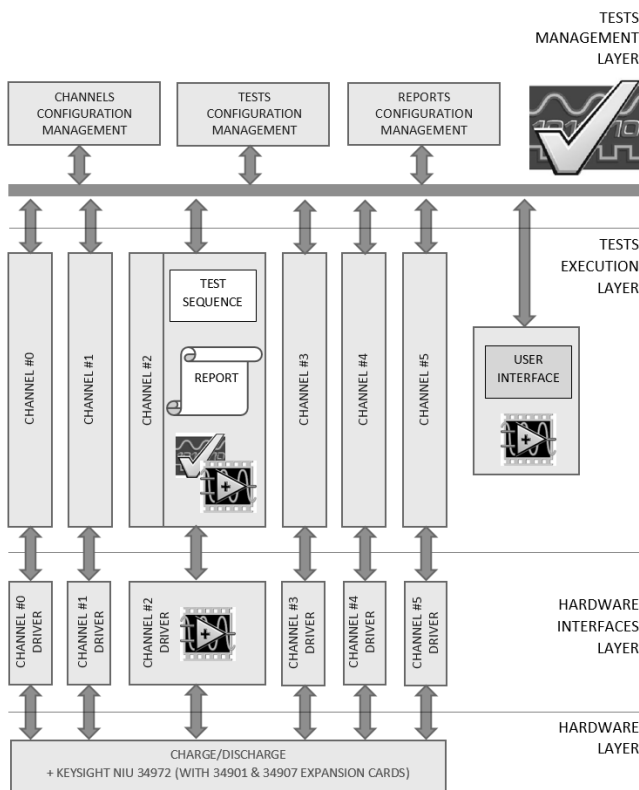 TESTS
MANAGEMENT
LAYER
CHANNELS
CONFIGURATION
MANAGEMENT
TESTS
CONFIGURATION
MANAGEMENT
REPORTS
CONFIGURATION
MANAGEMENT
TESTS
EXECUTION
LAYER
CHANNEL #0
CHANNEL #1
CHANNEL #2
TEST
SEQUENCE
REPORT
CHANNEL #3
CHANNEL #4
CHANNEL #5
USER
INTERFACE
HARDWARE
INTERFACES
LAYER
CHANNEL #0
DRIVER
CHANNEL #1
DRIVER
CHANNEL #2
DRIVER
CHANNEL #3
DRIVER
CHANNEL #4
DRIVER
CHANNEL #5
DRIVER
HARDWARE
LAYER
CHARGE/DISCHARGE
+ KEYSIGHT NIU 34972 (WITH 34901 & 34907 EXPANSION CARDS)